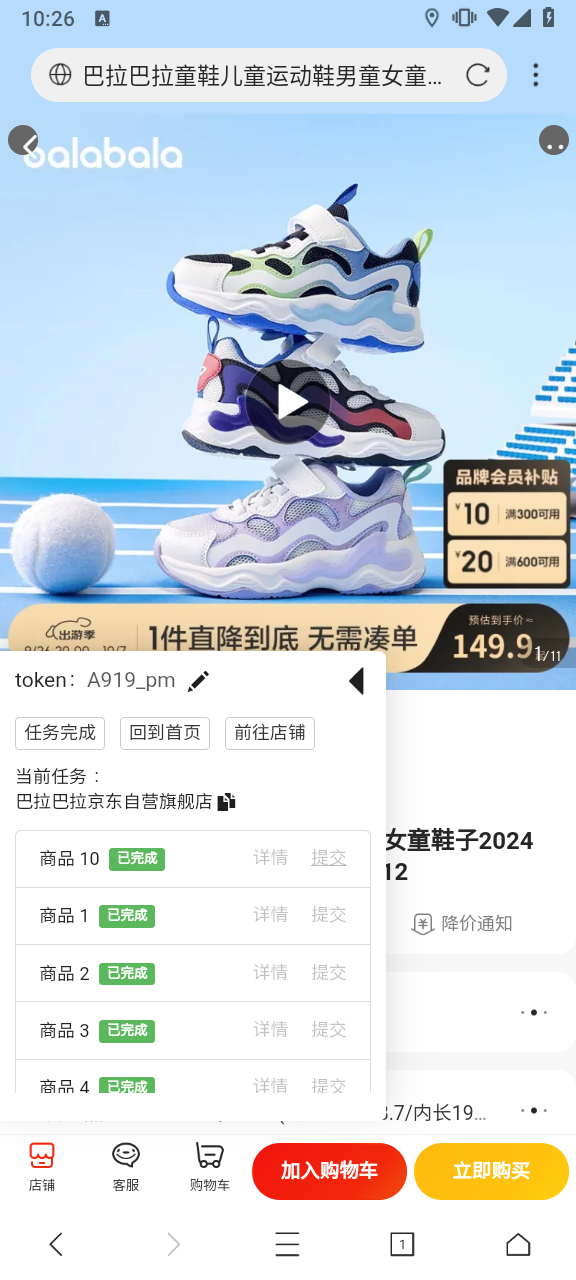 10:26
A
巴拉巴拉童鞋儿童运动鞋男童女童...
balabala
品牌会员补贴
¥10 满300可用
¥20 满600可用
出游季
1件直降到底 无需凑单
预估到手价≈
149.9
1/11
token： A919_pm
任务完成 回到首页 前往店铺
当前任务：
巴拉巴拉京东自营旗舰店
女童鞋子2024
12
商品 10 已完成 详情 提交
降价通知
商品 1 已完成 详情 提交
商品 2 已完成 详情 提交
商品 3 已完成 详情 提交
商品 4 已完成 详情 提交
3.7/内长19...
店铺 客服 购物车 加入购物车 立即购买
1